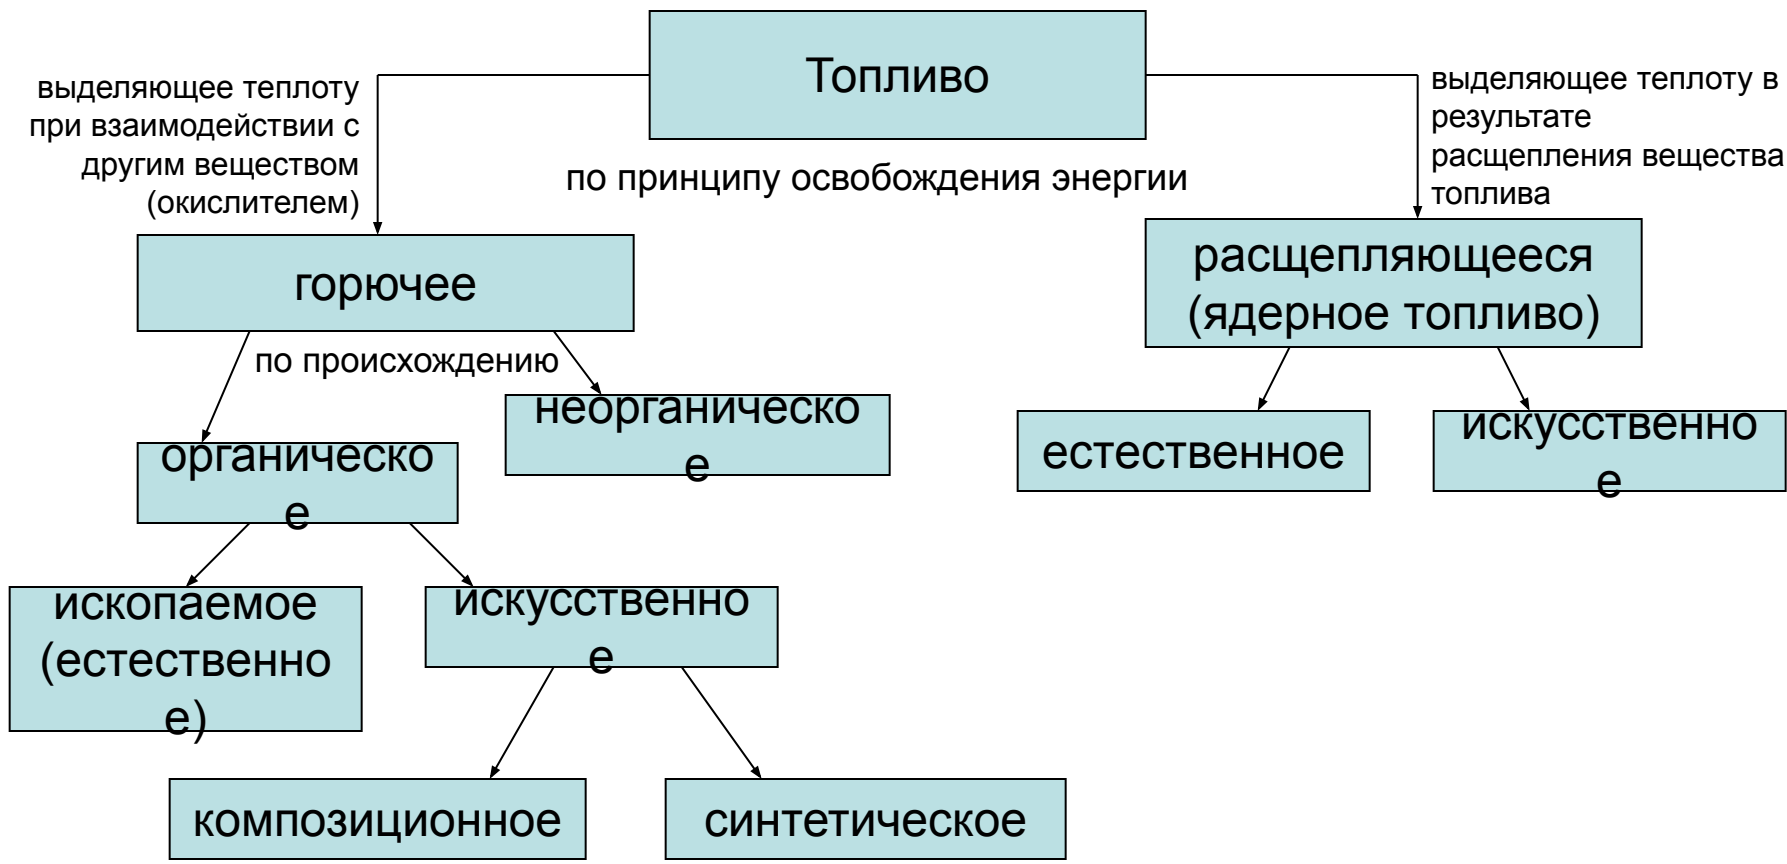 Топливо
выделяющее теплоту
при взаимодействии с
другим веществом
(окислителем)
выделяющее теплоту в
результате
расщепления вещества
топлива
по принципу освобождения энергии
горючее
расщепляющееся
(ядерное топливо)
по происхождению
неорганическо
е
органическо
е
естественное
искусственно
е
ископаемое
(естественно
е)
искусственно
е
композиционное
синтетическое